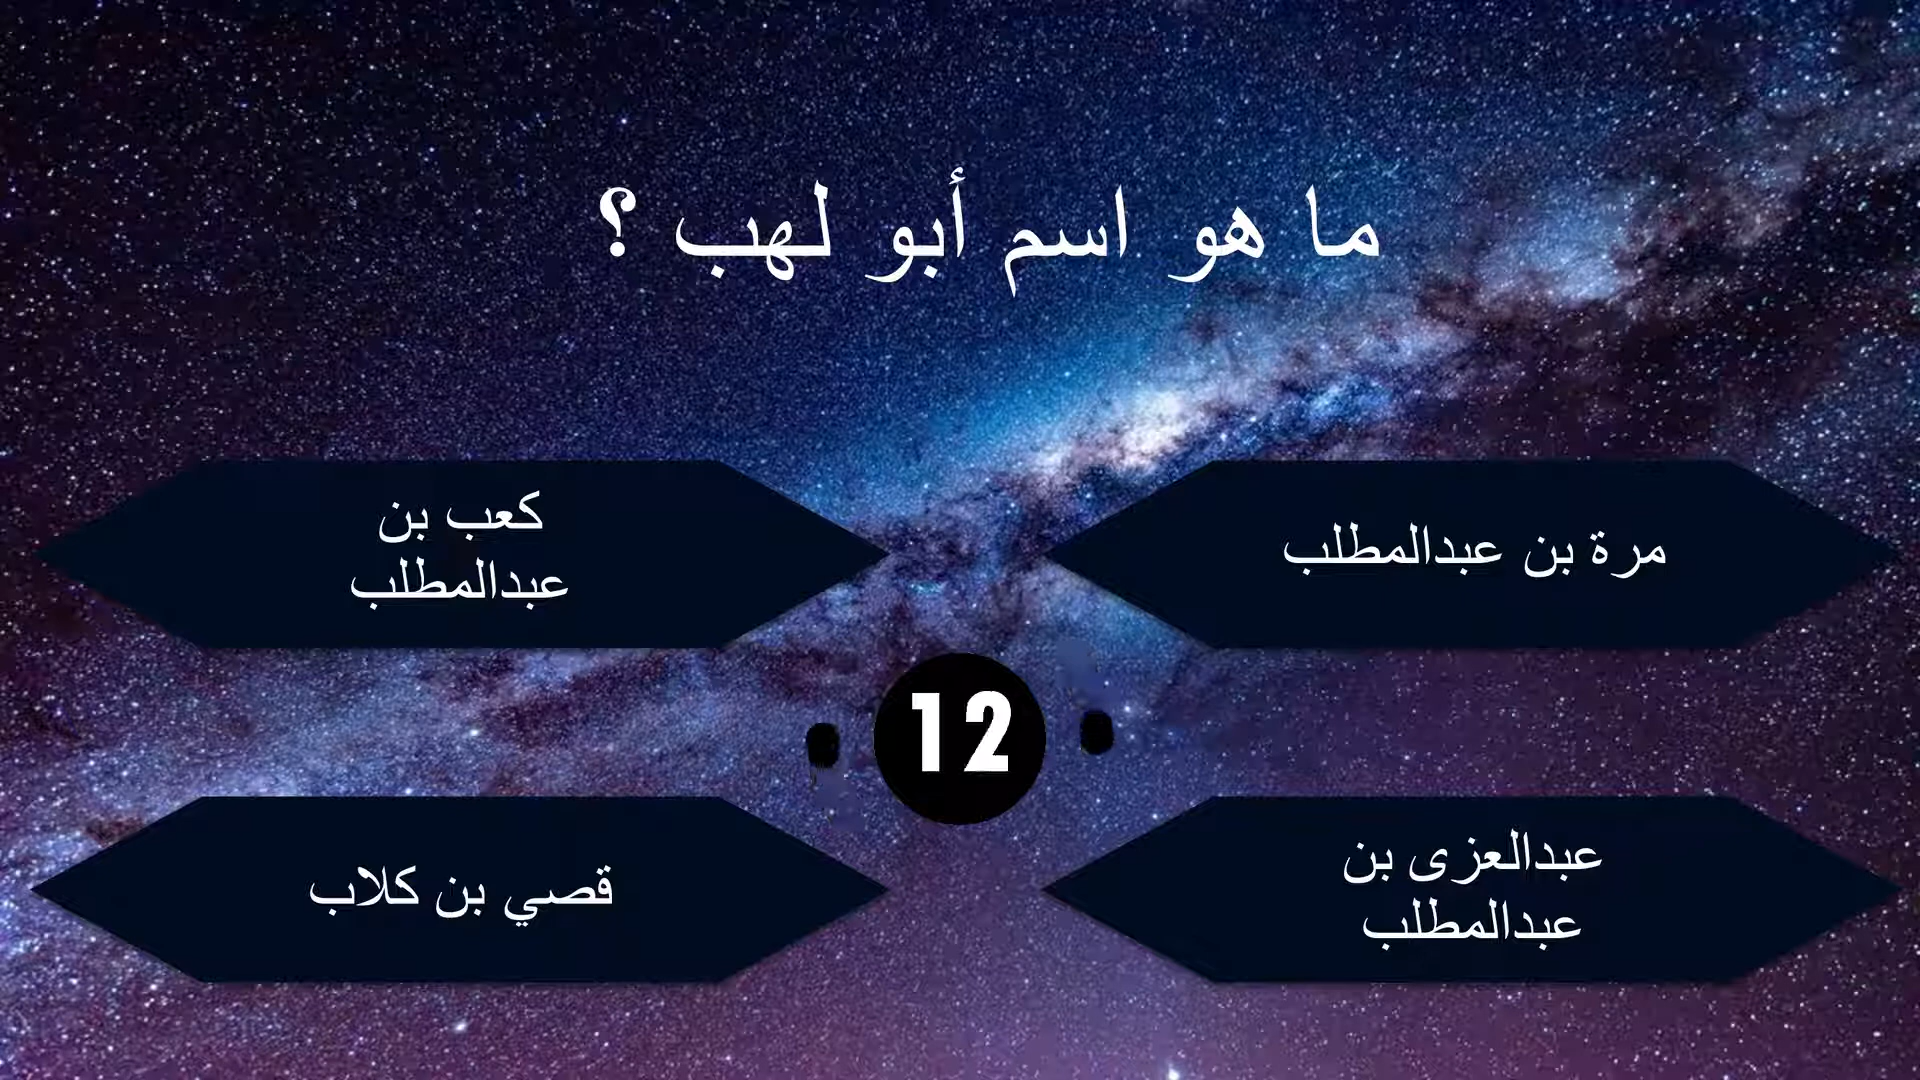 ما هو اسم أبو لهب ؟
مرة بن عبدالمطلب
كعب بن
عبدالمطلب
12
عبدالعزى بن
عبدالمطلب
قصي بن كلاب